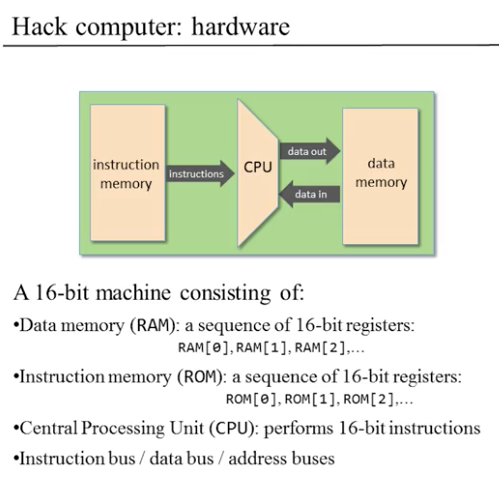 Hack computer: hardware
instruction
memory
instructions
CPU
data out
data in
data
memory
A 16-bit machine consisting of:
•Data memory (RAM): a sequence of 16-bit registers:
RAM[0], RAM[1], RAM[2],...
•Instruction memory (ROM): a sequence of 16-bit registers:
ROM[0], ROM[1], ROM[2],...
•Central Processing Unit (CPU): performs 16-bit instructions
•Instruction bus / data bus / address buses